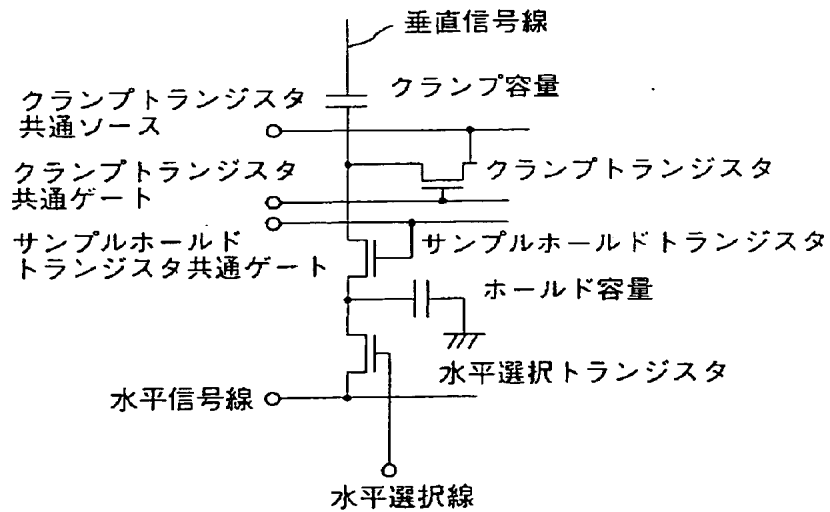 垂直信号線
クランプ容量
クランプトランジスタ
共通ソース
クランプトランジスタ
クランプトランジスタ
共通ゲート
サンプルホールドトランジスタ
サンプルホールド
トランジスタ共通ゲート
ホールド容量
水平選択トランジスタ
水平信号線
水平選択線